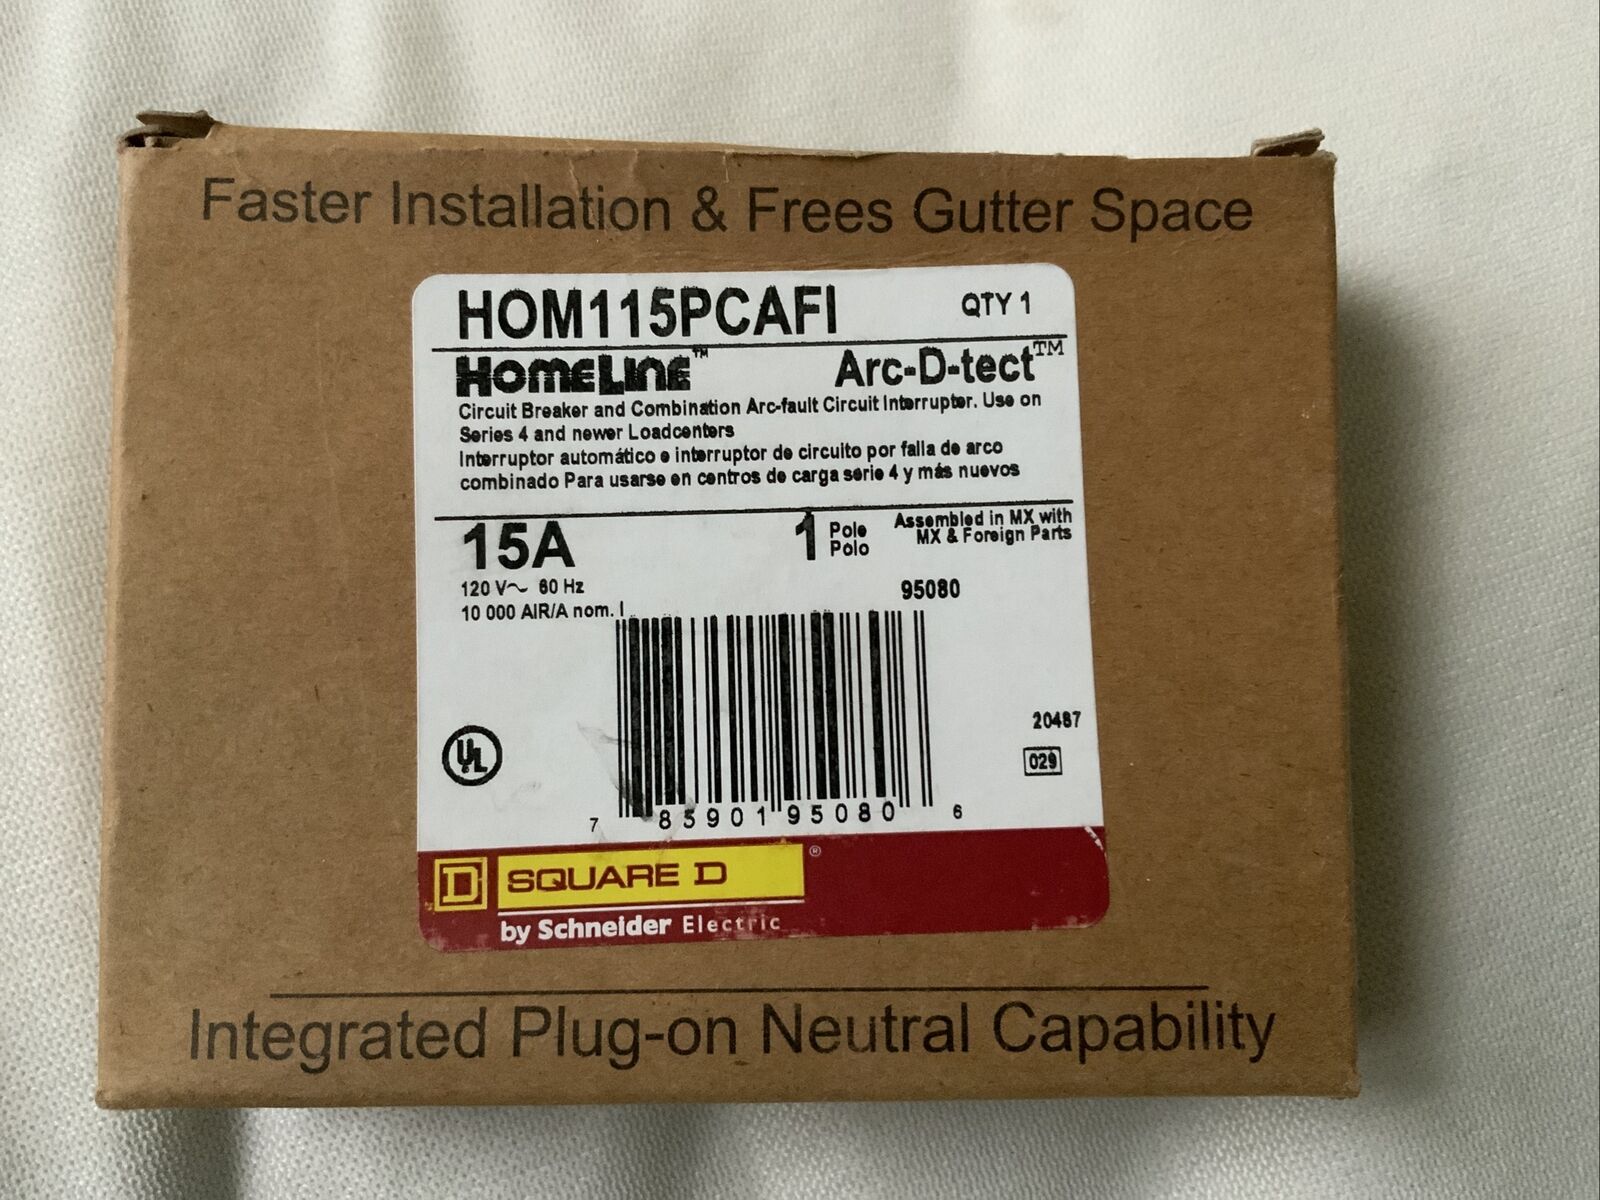 Faster Installation & Frees Gutter Space
HOM115PCAFI QTY 1
HOMELINE™ Arc-D-tect™
Circuit Breaker and Combination Arc-fault Circuit Interrupter. Use on
Series 4 and newer Loadcenters
Interruptor automático e interruptor de circuito por falla de arco
combinado Para usarse en centros de carga serie 4 y más nuevos
15A 1 Pole Polo Assembled in MX with
MX & Foreign Parts
120 V~ 60 Hz 95080
10 000 AIR/A nom. I
20487
UL 029
7 85901 95080 6
D SQUARE D ®
by Schneider Electric
Integrated Plug-on Neutral Capability